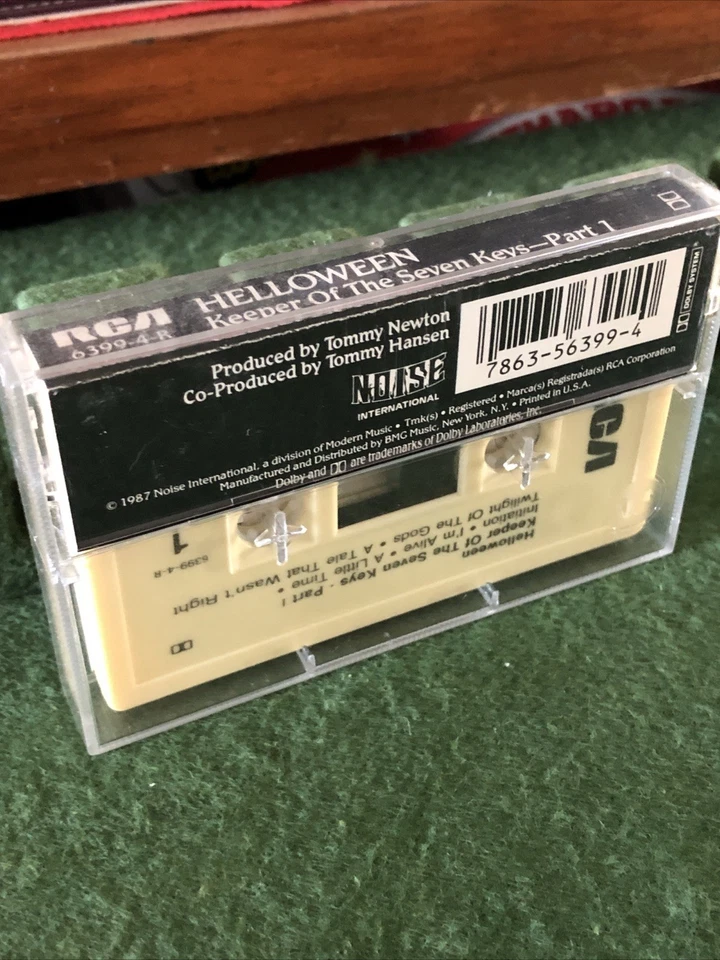 RCA
6399-4-R
HELLOWEEN
Keeper Of The Seven Keys—Part 1
Produced by Tommy Newton
Co-Produced by Tommy Hansen
NOISE
INTERNATIONAL
7863-56399-4
DOLBY SYSTEM
© 1987 Noise International, a division of Modern Music • Tmk(s) • Registered • Marca(s) Registrada(s) RCA Corporation
Manufactured and Distributed by BMG Music, New York, N.Y. • Printed in U.S.A.
Dolby and are trademarks of Dolby Laboratories, Inc.
RCA
1
6399-4-R
Helloween
Keeper Of The Seven Keys - Part I
Initiation • I'm Alive • A Little Time •
Twilight Of The Gods • A Tale That Wasn't Right